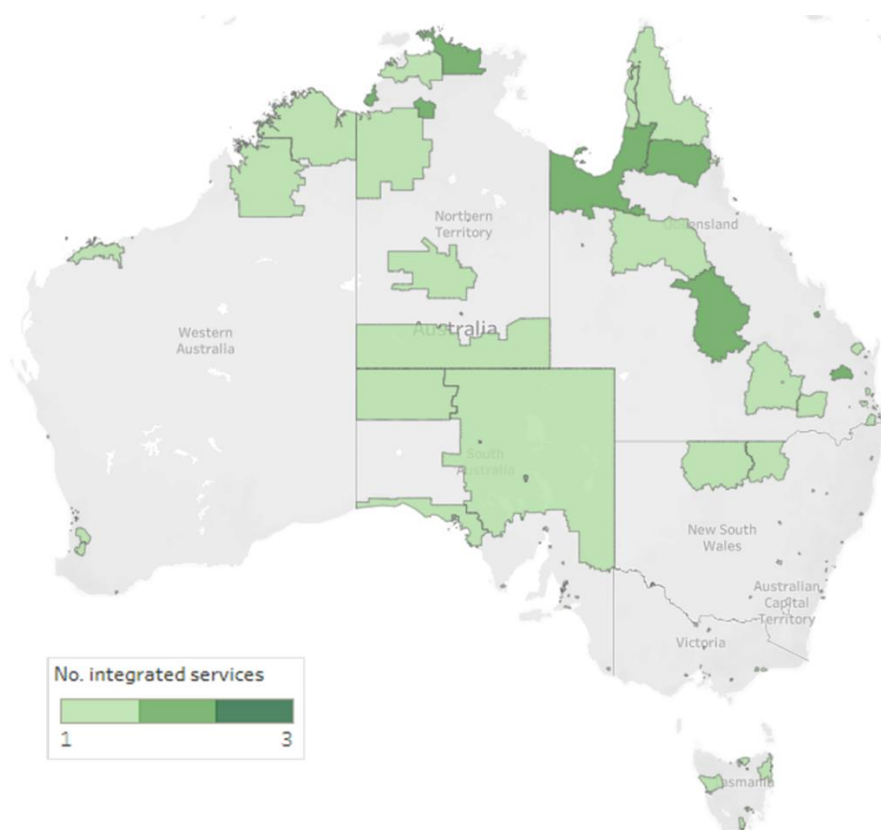 Northern
Territory
Queensland
Western
Australia
Australia
South
Australia
New South
Wales
Australian
Capital
Territory
Victoria
No. integrated services
1 3
Tasmania